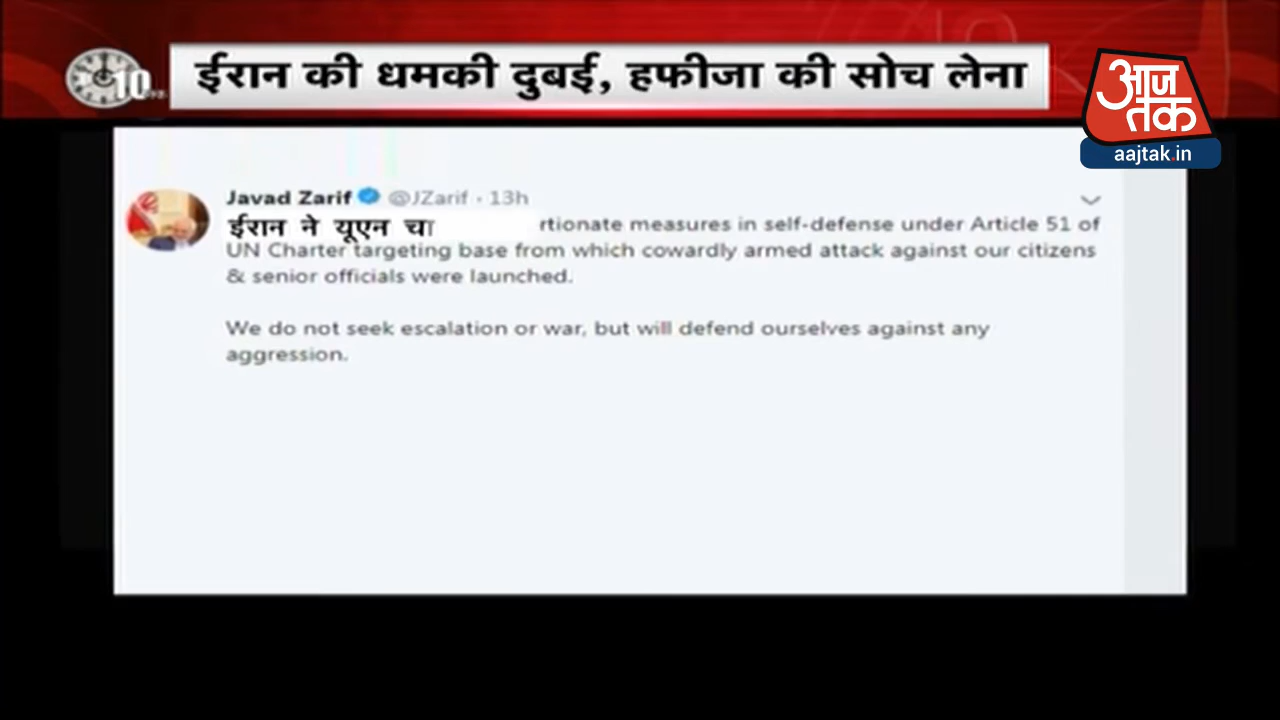 10
ईरान की धमकी दुबई, हफीजा की सोच लेना
आज
तक
aajtak.in
Javad Zarif @JZarif · 13h
ईरान ने यूएन चा rtionate measures in self-defense under Article 51 of
UN Charter targeting base from which cowardly armed attack against our citizens
& senior officials were launched.
We do not seek escalation or war, but will defend ourselves against any
aggression.